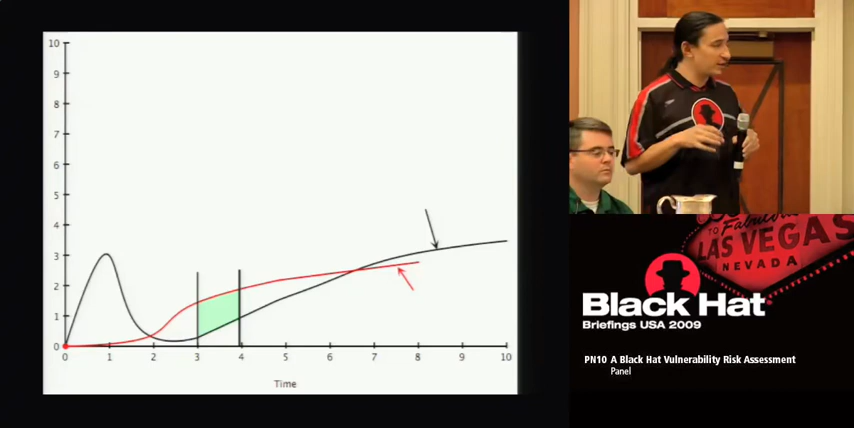 10
9
8
7
6
5
4
3
2
1
0
0 1 2 3 4 5 6 7 8 9 10
Time
TO Fabulous
LAS VEGAS
NEVADA
Black Hat
Briefings USA 2009
PN10 A Black Hat Vulnerability Risk Assessment
Panel